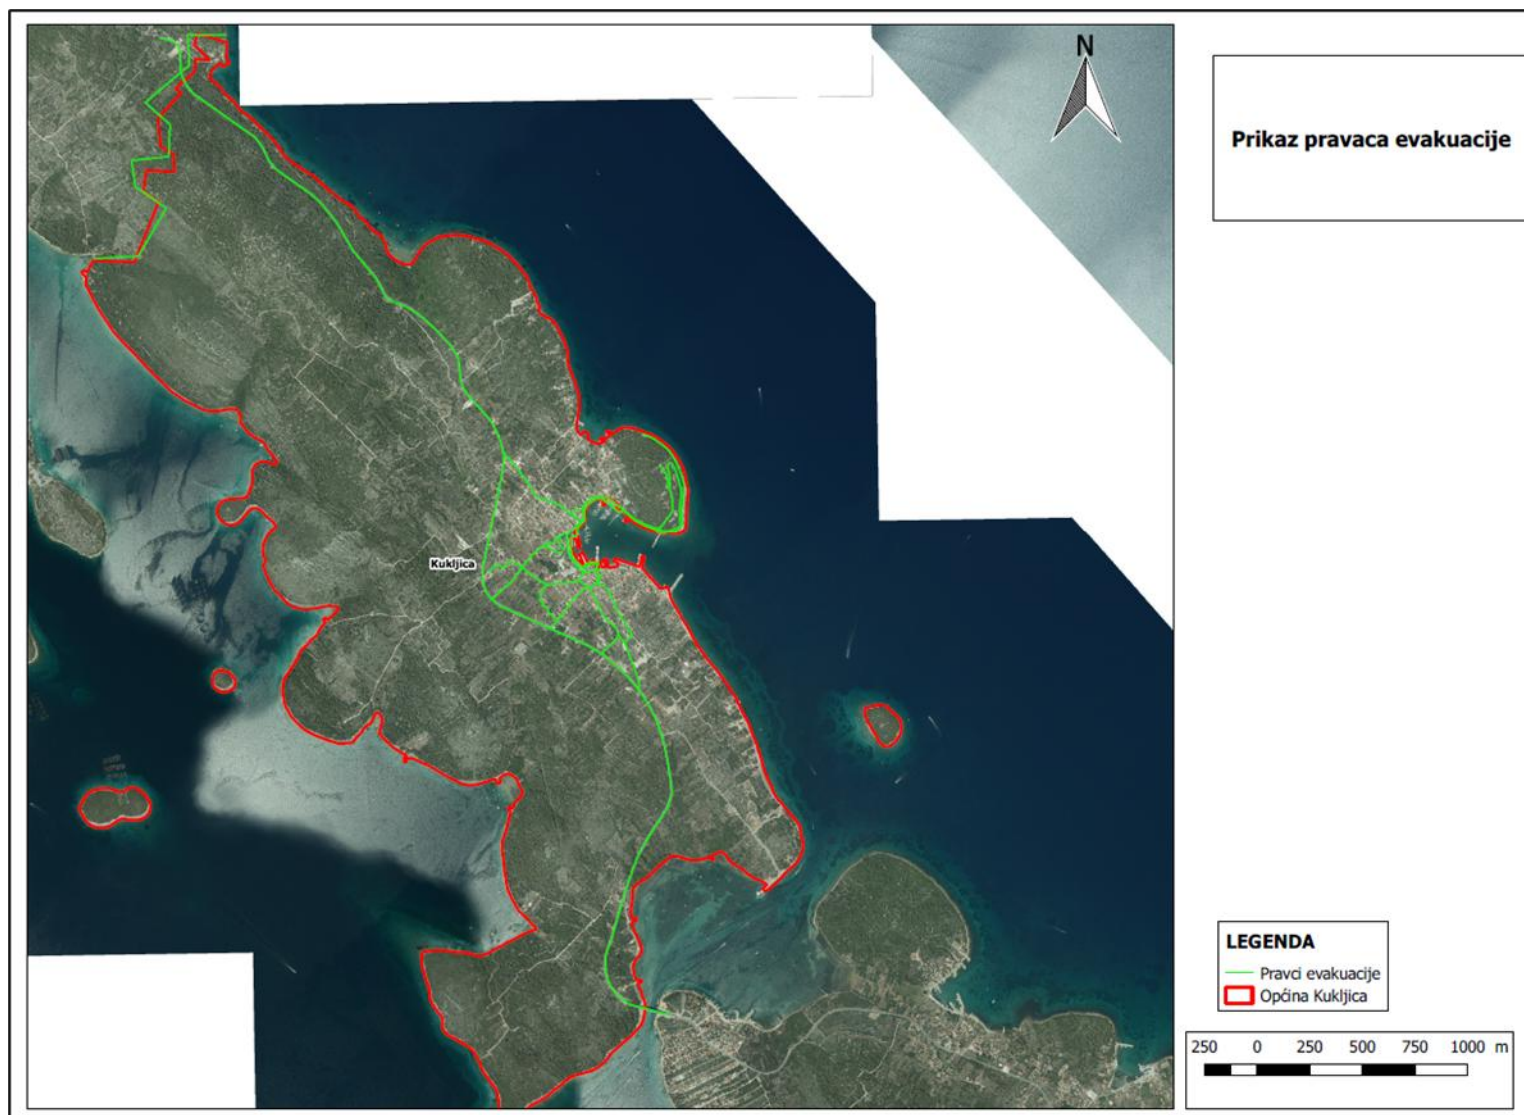 N
Prikaz pravaca evakuacije
Kukljica
LEGENDA
Pravci evakuacije
Općina Kukljica
250 0 250 500 750 1000 m